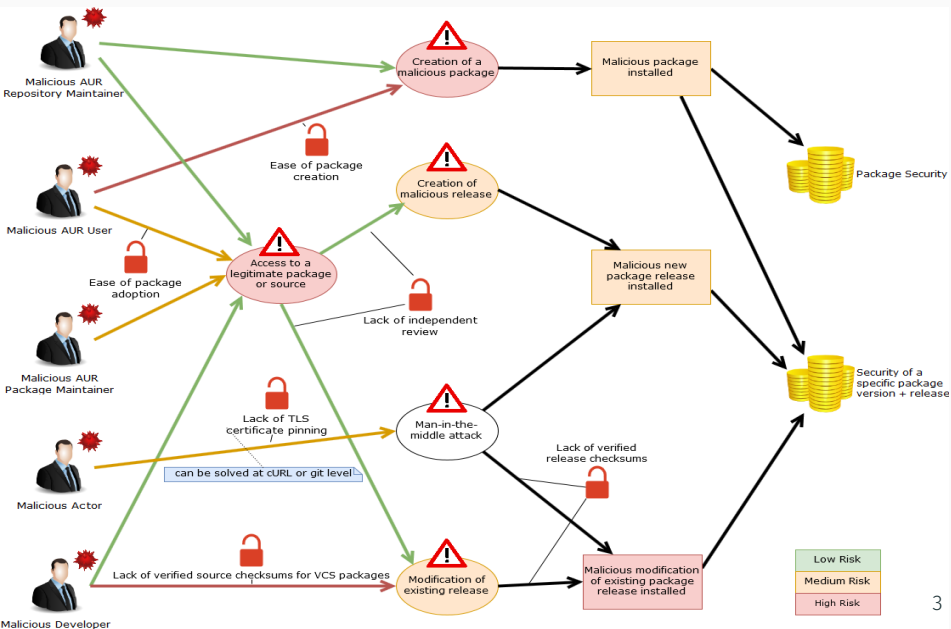 Malicious AUR
Repository Maintainer
Creation of a
malicious package
Malicious package
installed
Package Security
Ease of package
creation
Malicious AUR User
Creation of
malicious release
Ease of package
adoption
Access to a
legitimate package
or source
Malicious new
package release
installed
Lack of independent
review
Malicious AUR
Package Maintainer
Security of a
specific package
version + release
Lack of TLS
certificate pinning
Man-in-the-
middle attack
can be solved at cURL or git level
Lack of verified
release checksums
Malicious Actor
Lack of verified source checksums for VCS packages
Modification of
existing release
Malicious modification
of existing package
release installed
Low Risk
Medium Risk
High Risk
Malicious Developer
3